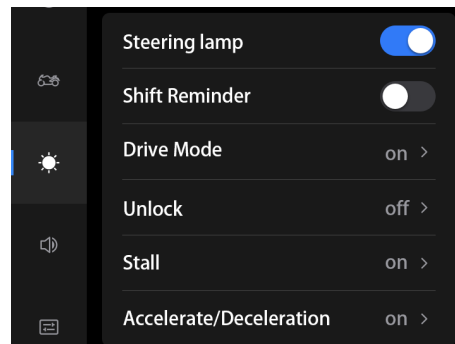 Steering lamp
Shift Reminder
Drive Mode on
Unlock off
Stall on
Accelerate/Deceleration on